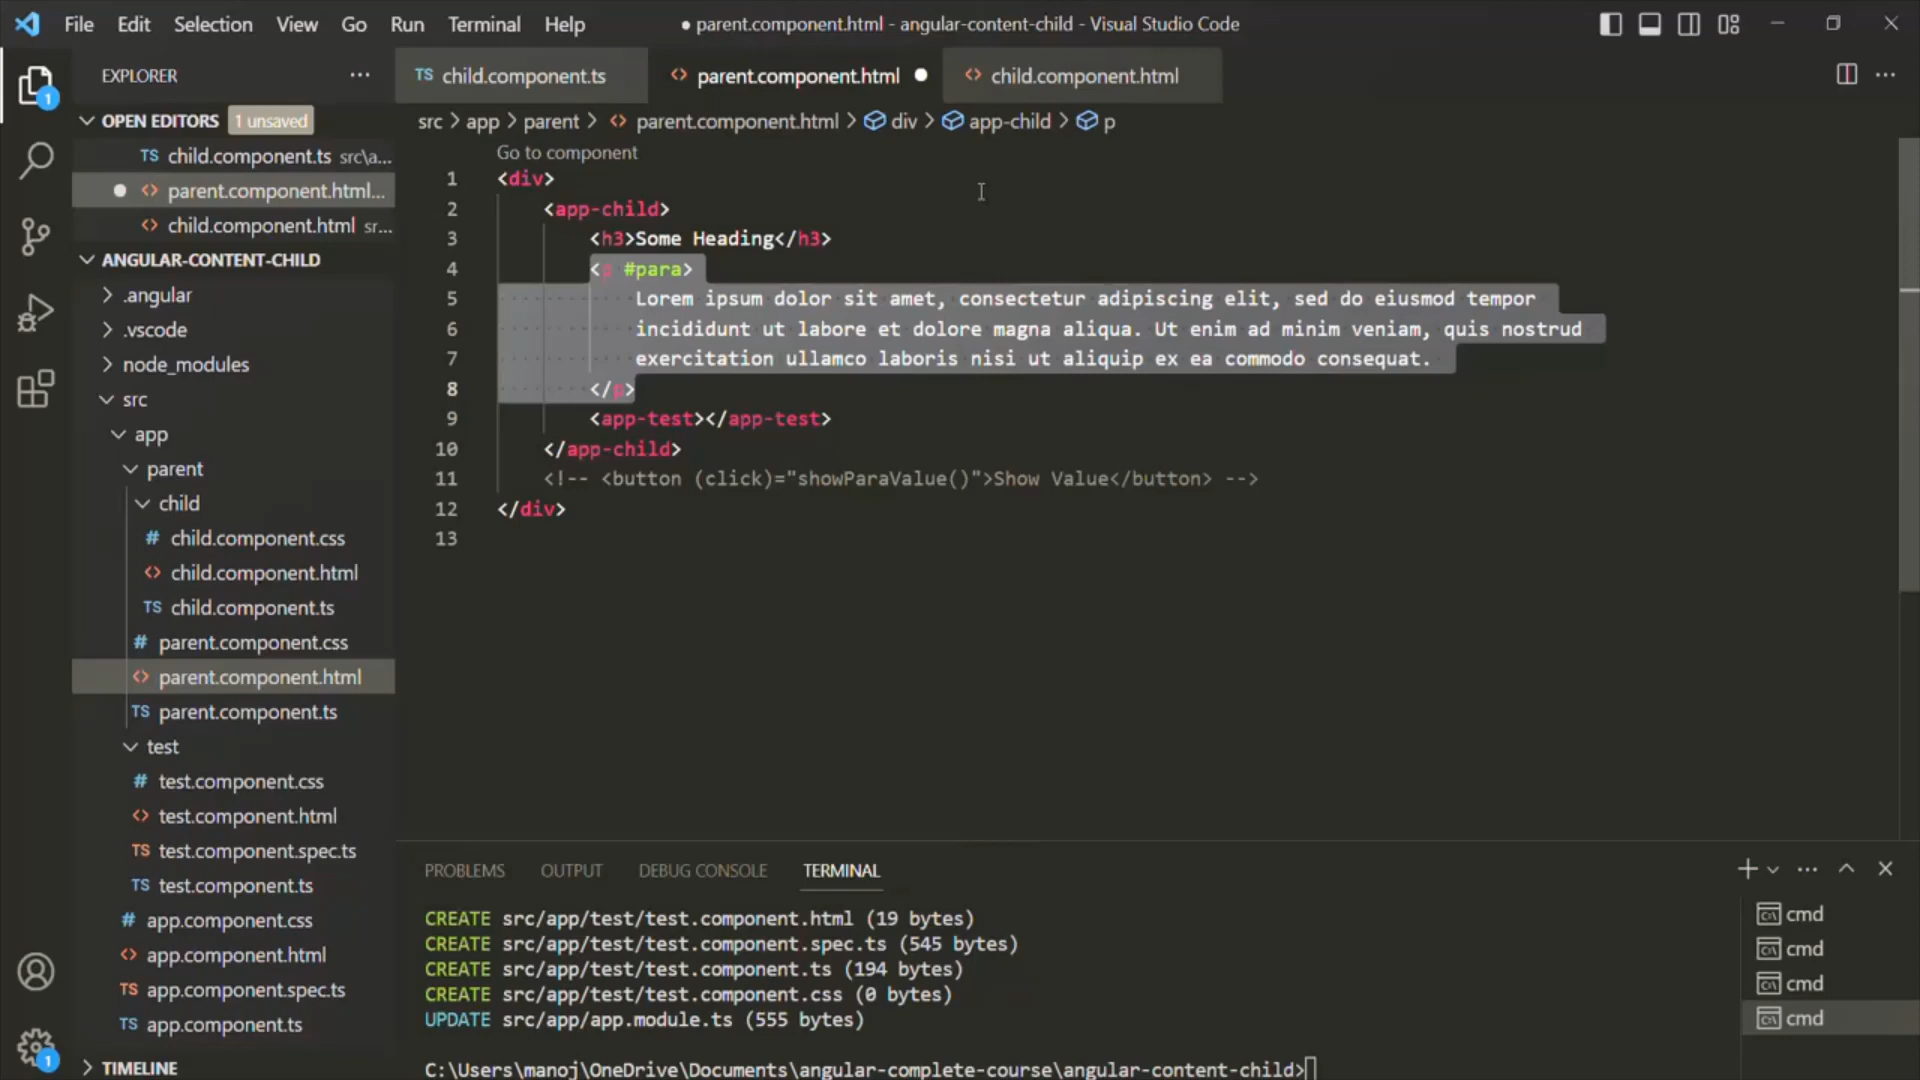 File Edit Selection View Go Run Terminal Help ● parent.component.html - angular-content-child - Visual Studio Code
EXPLORER ···
TS child.component.ts <> parent.component.html ● <> child.component.html
OPEN EDITORS 1 unsaved
TS child.component.ts src\a...
● <> parent.component.html...
<> child.component.html sr...
ANGULAR-CONTENT-CHILD
> .angular
> .vscode
> node_modules
src
app
parent
child
# child.component.css
<> child.component.html
TS child.component.ts
# parent.component.css
<> parent.component.html
TS parent.component.ts
test
# test.component.css
<> test.component.html
TS test.component.spec.ts
TS test.component.ts
# app.component.css
<> app.component.html
TS app.component.spec.ts
TS app.component.ts
> TIMELINE
1
1
src > app > parent > <> parent.component.html > div > app-child > p
Go to component
1 <div>
2 <app-child>
3 <h3>Some Heading</h3>
4 <p #para>
5 Lorem ipsum dolor sit amet, consectetur adipiscing elit, sed do eiusmod tempor
6 incididunt ut labore et dolore magna aliqua. Ut enim ad minim veniam, quis nostrud
7 exercitation ullamco laboris nisi ut aliquip ex ea commodo consequat.
8 </p>
9 <app-test></app-test>
10 </app-child>
11 <!-- <button (click)="showParaValue()">Show Value</button> -->
12 </div>
13
PROBLEMS OUTPUT DEBUG CONSOLE TERMINAL
CREATE src/app/test/test.component.html (19 bytes)
CREATE src/app/test/test.component.spec.ts (545 bytes)
CREATE src/app/test/test.component.ts (194 bytes)
CREATE src/app/test/test.component.css (0 bytes)
UPDATE src/app/app.module.ts (555 bytes)
C:\Users\manoj\OneDrive\Documents\angular-complete-course\angular-content-child>
cmd
cmd
cmd
cmd